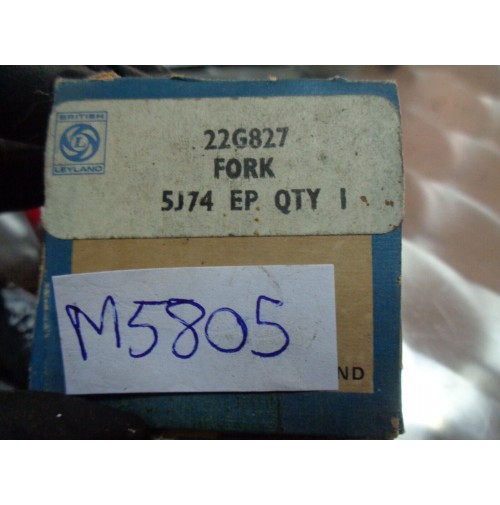 BRITISH
L
LEYLAND
22G827
FORK
5J74 EP QTY 1
M5805
ND